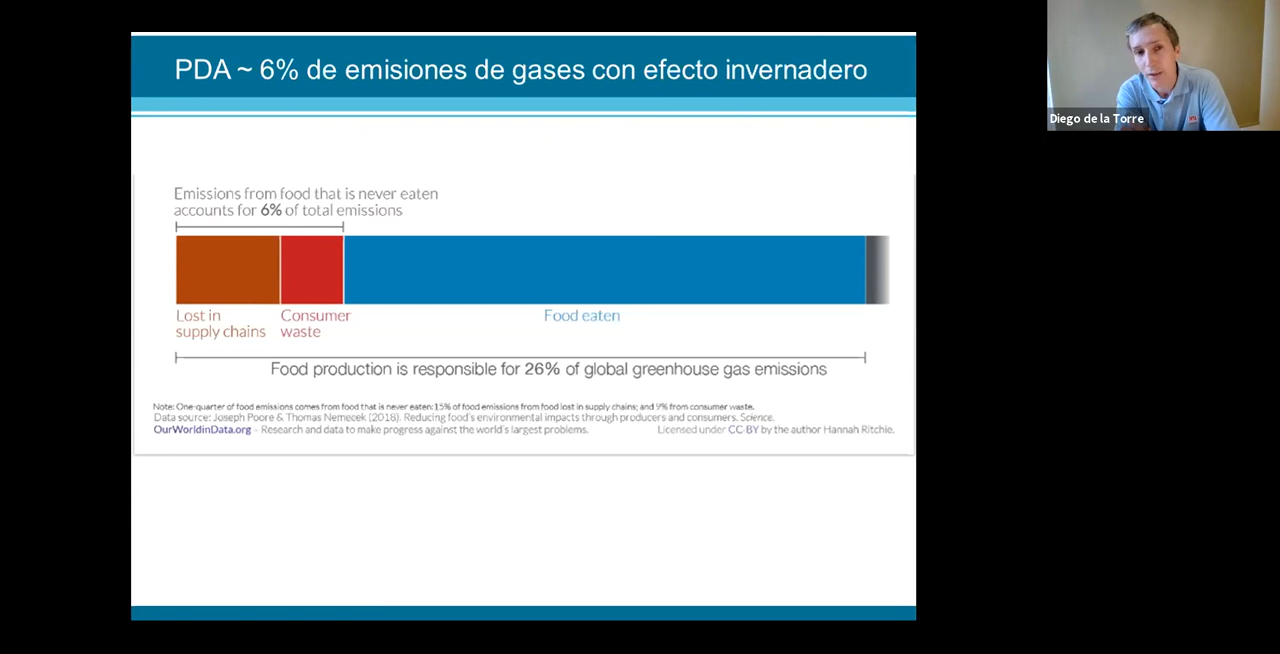 PDA ~ 6% de emisiones de gases con efecto invernadero
Diego de la Torre
Emissions from food that is never eaten
accounts for 6% of total emissions
Lost in
supply chains
Consumer
waste
Food eaten
Food production is responsible for 26% of global greenhouse gas emissions
Note: One-quarter of food emissions comes from food that is never eaten: 15% of food emissions from food lost in supply chains; and 9% from consumer waste.
Data source: Joseph Poore & Thomas Nemecek (2018). Reducing food's environmental impacts through producers and consumers. Science.
OurWorldinData.org – Research and data to make progress against the world's largest problems.
Licensed under CC-BY by the author Hannah Ritchie.